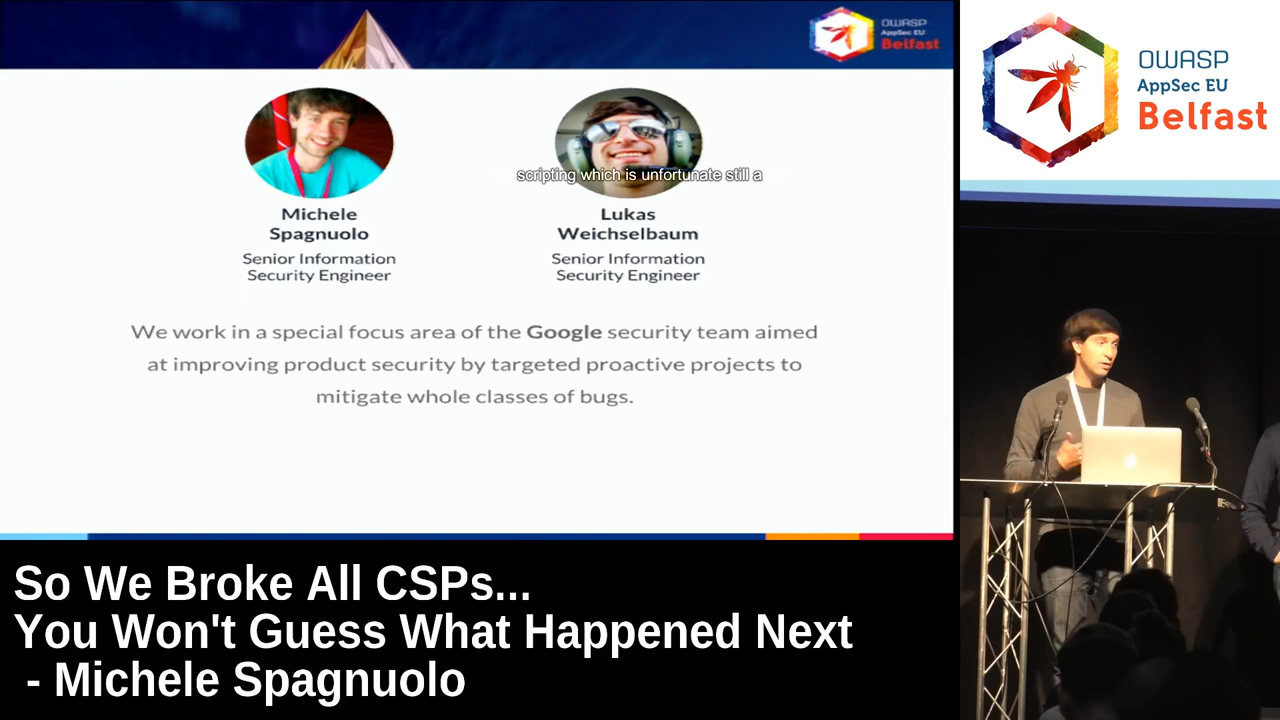 OWASP
AppSec EU
Belfast
scripting which is unfortunate still a
Michele
Spagnuolo
Senior Information
Security Engineer
Lukas
Weichselbaum
Senior Information
Security Engineer
We work in a special focus area of the Google security team aimed
at improving product security by targeted proactive projects to
mitigate whole classes of bugs.
OWASP
AppSec EU
Belfast
So We Broke All CSPs...
You Won't Guess What Happened Next
- Michele Spagnuolo